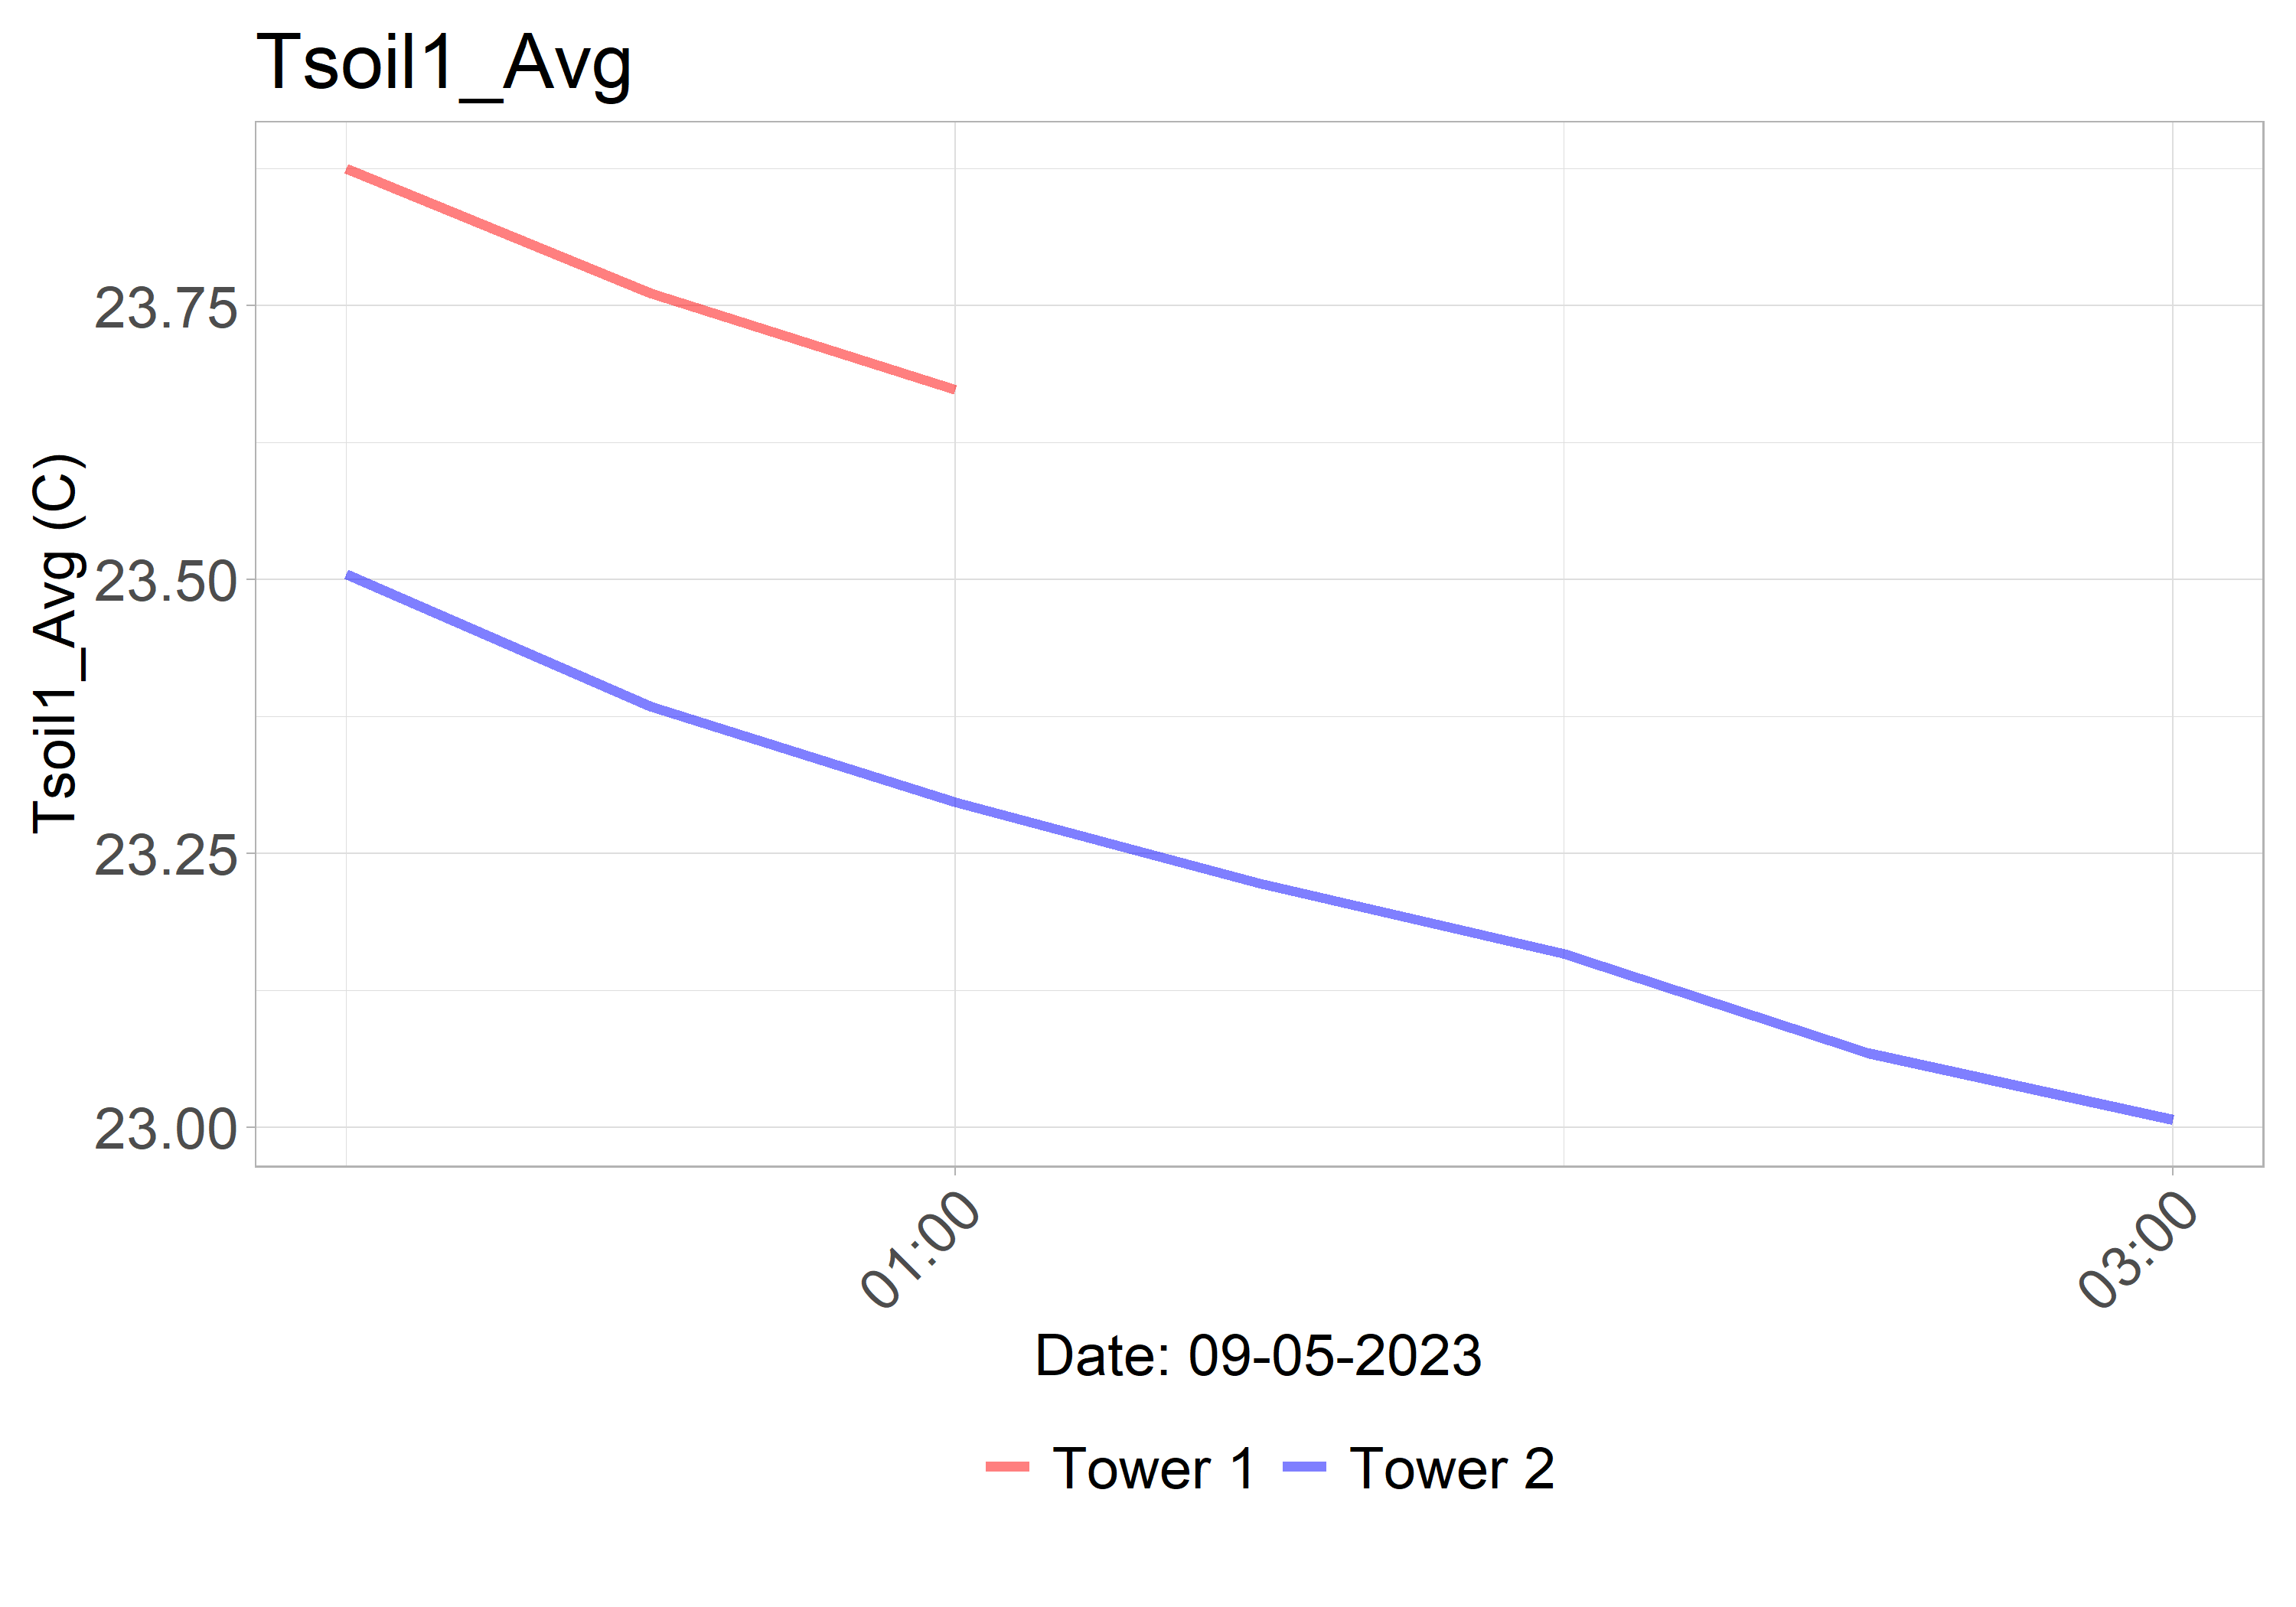 Tsoil1_Avg
Tsoil1_Avg (C)
23.75
23.50
23.25
23.00
01:00
03:00
Date: 09-05-2023
Tower 1
Tower 2